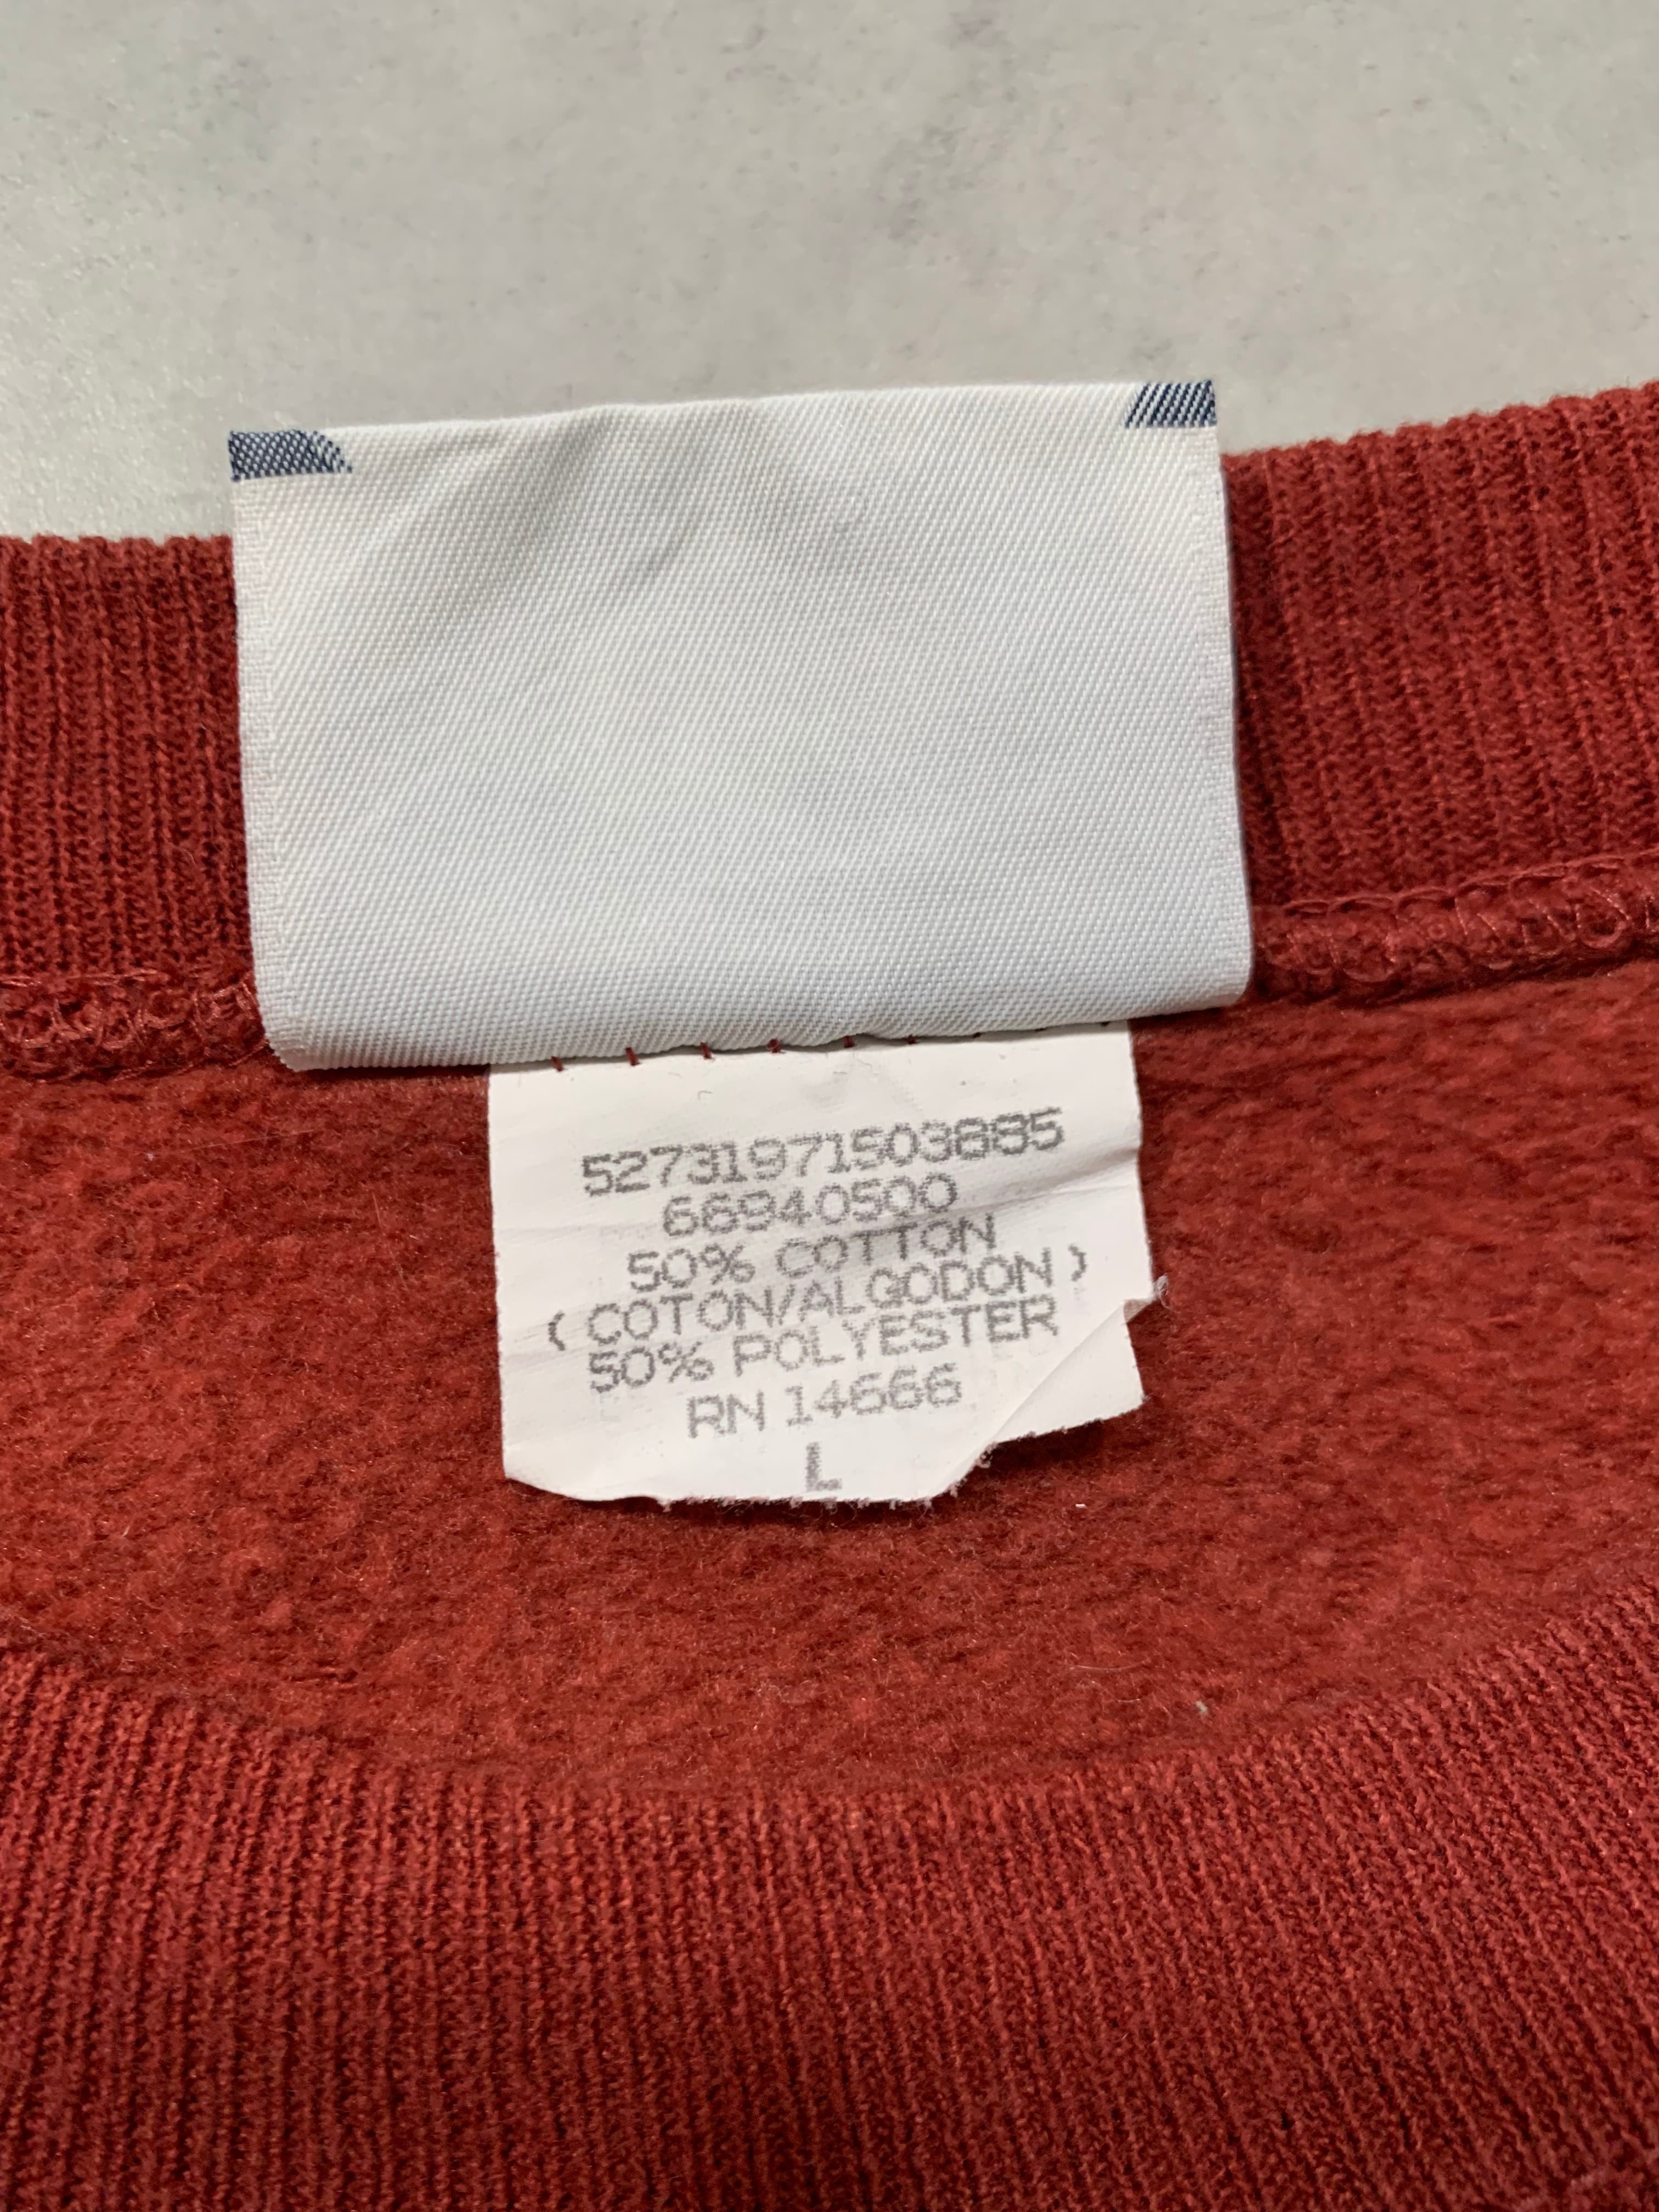 52731971503885
66940500
50% COTTON
(COTON/ALGODON)
50% POLYESTER
RN 14666
L